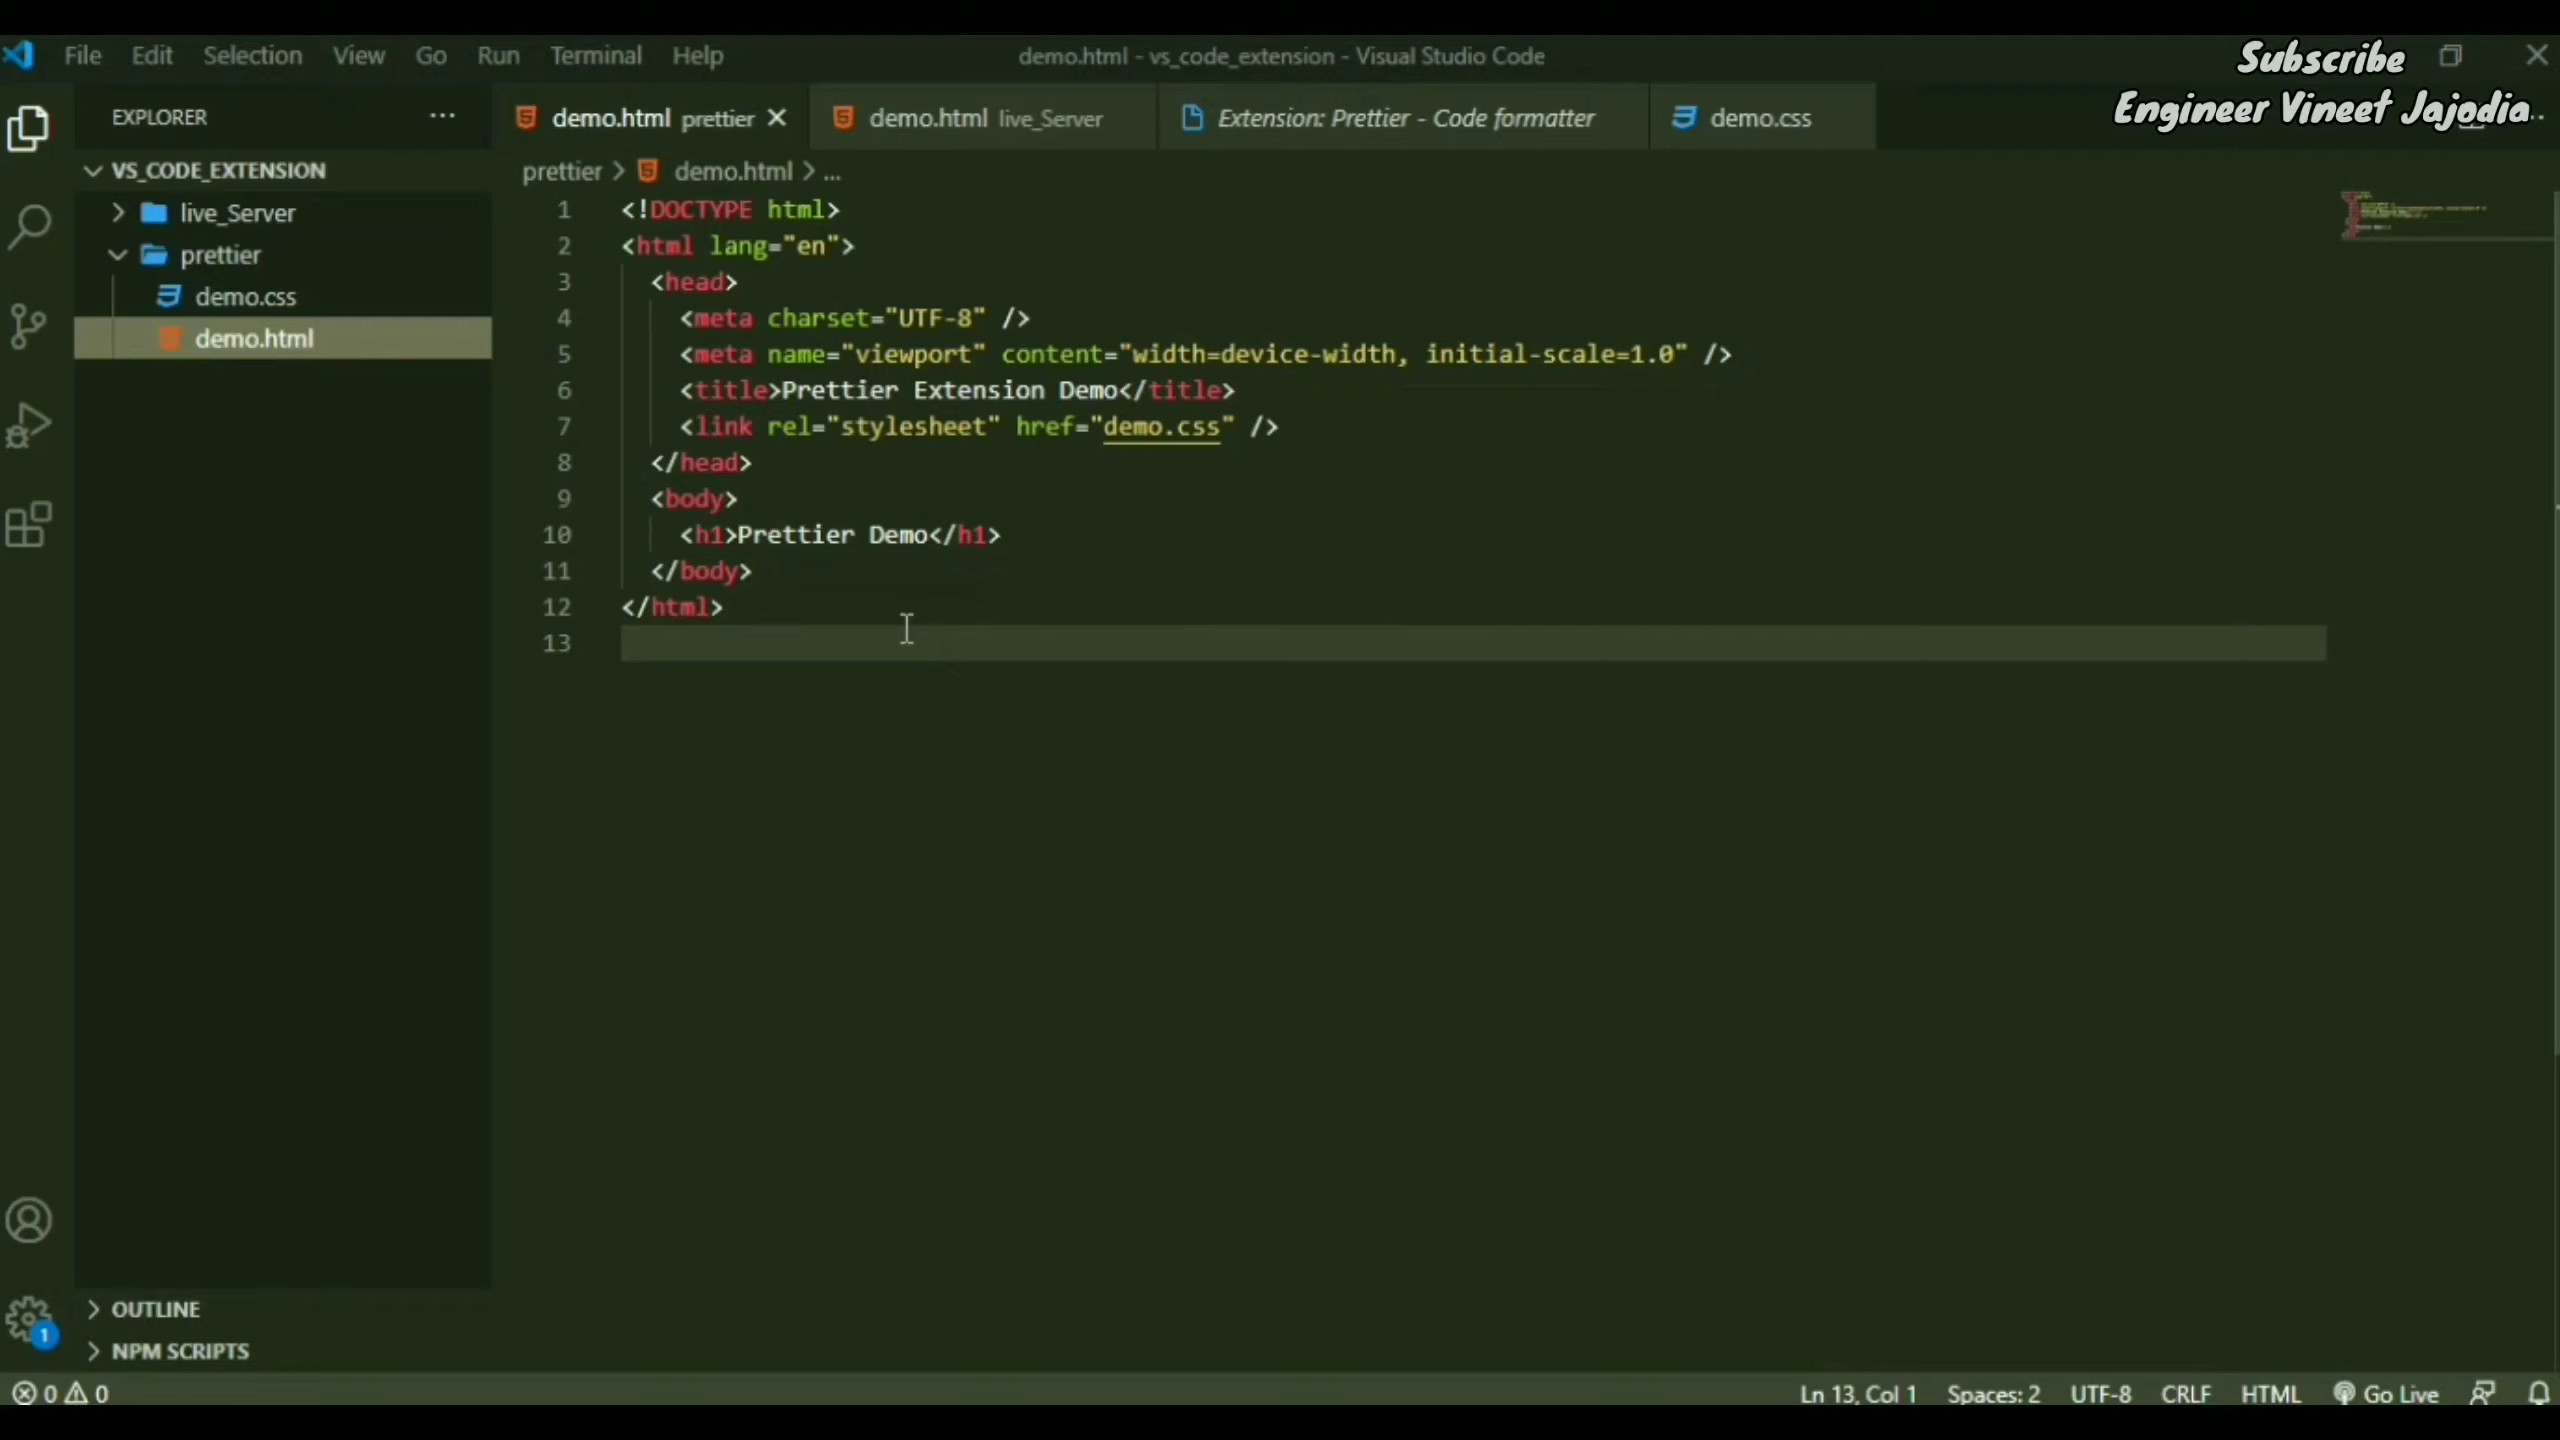 File Edit Selection View Go Run Terminal Help
demo.html - vs_code_extension - Visual Studio Code
Subscribe
Engineer Vineet Jajodia
EXPLORER
demo.html prettier
demo.html live_Server
Extension: Prettier - Code formatter
demo.css
VS_CODE_EXTENSION
live_Server
prettier
demo.css
demo.html
prettier > demo.html > ...
1 <!DOCTYPE html>
2 <html lang="en">
3 <head>
4 <meta charset="UTF-8" />
5 <meta name="viewport" content="width=device-width, initial-scale=1.0" />
6 <title>Prettier Extension Demo</title>
7 <link rel="stylesheet" href="demo.css" />
8 </head>
9 <body>
10 <h1>Prettier Demo</h1>
11 </body>
12 </html>
13
1
OUTLINE
NPM SCRIPTS
0 0
Ln 13, Col 1 Spaces: 2 UTF-8 CRLF HTML Go Live